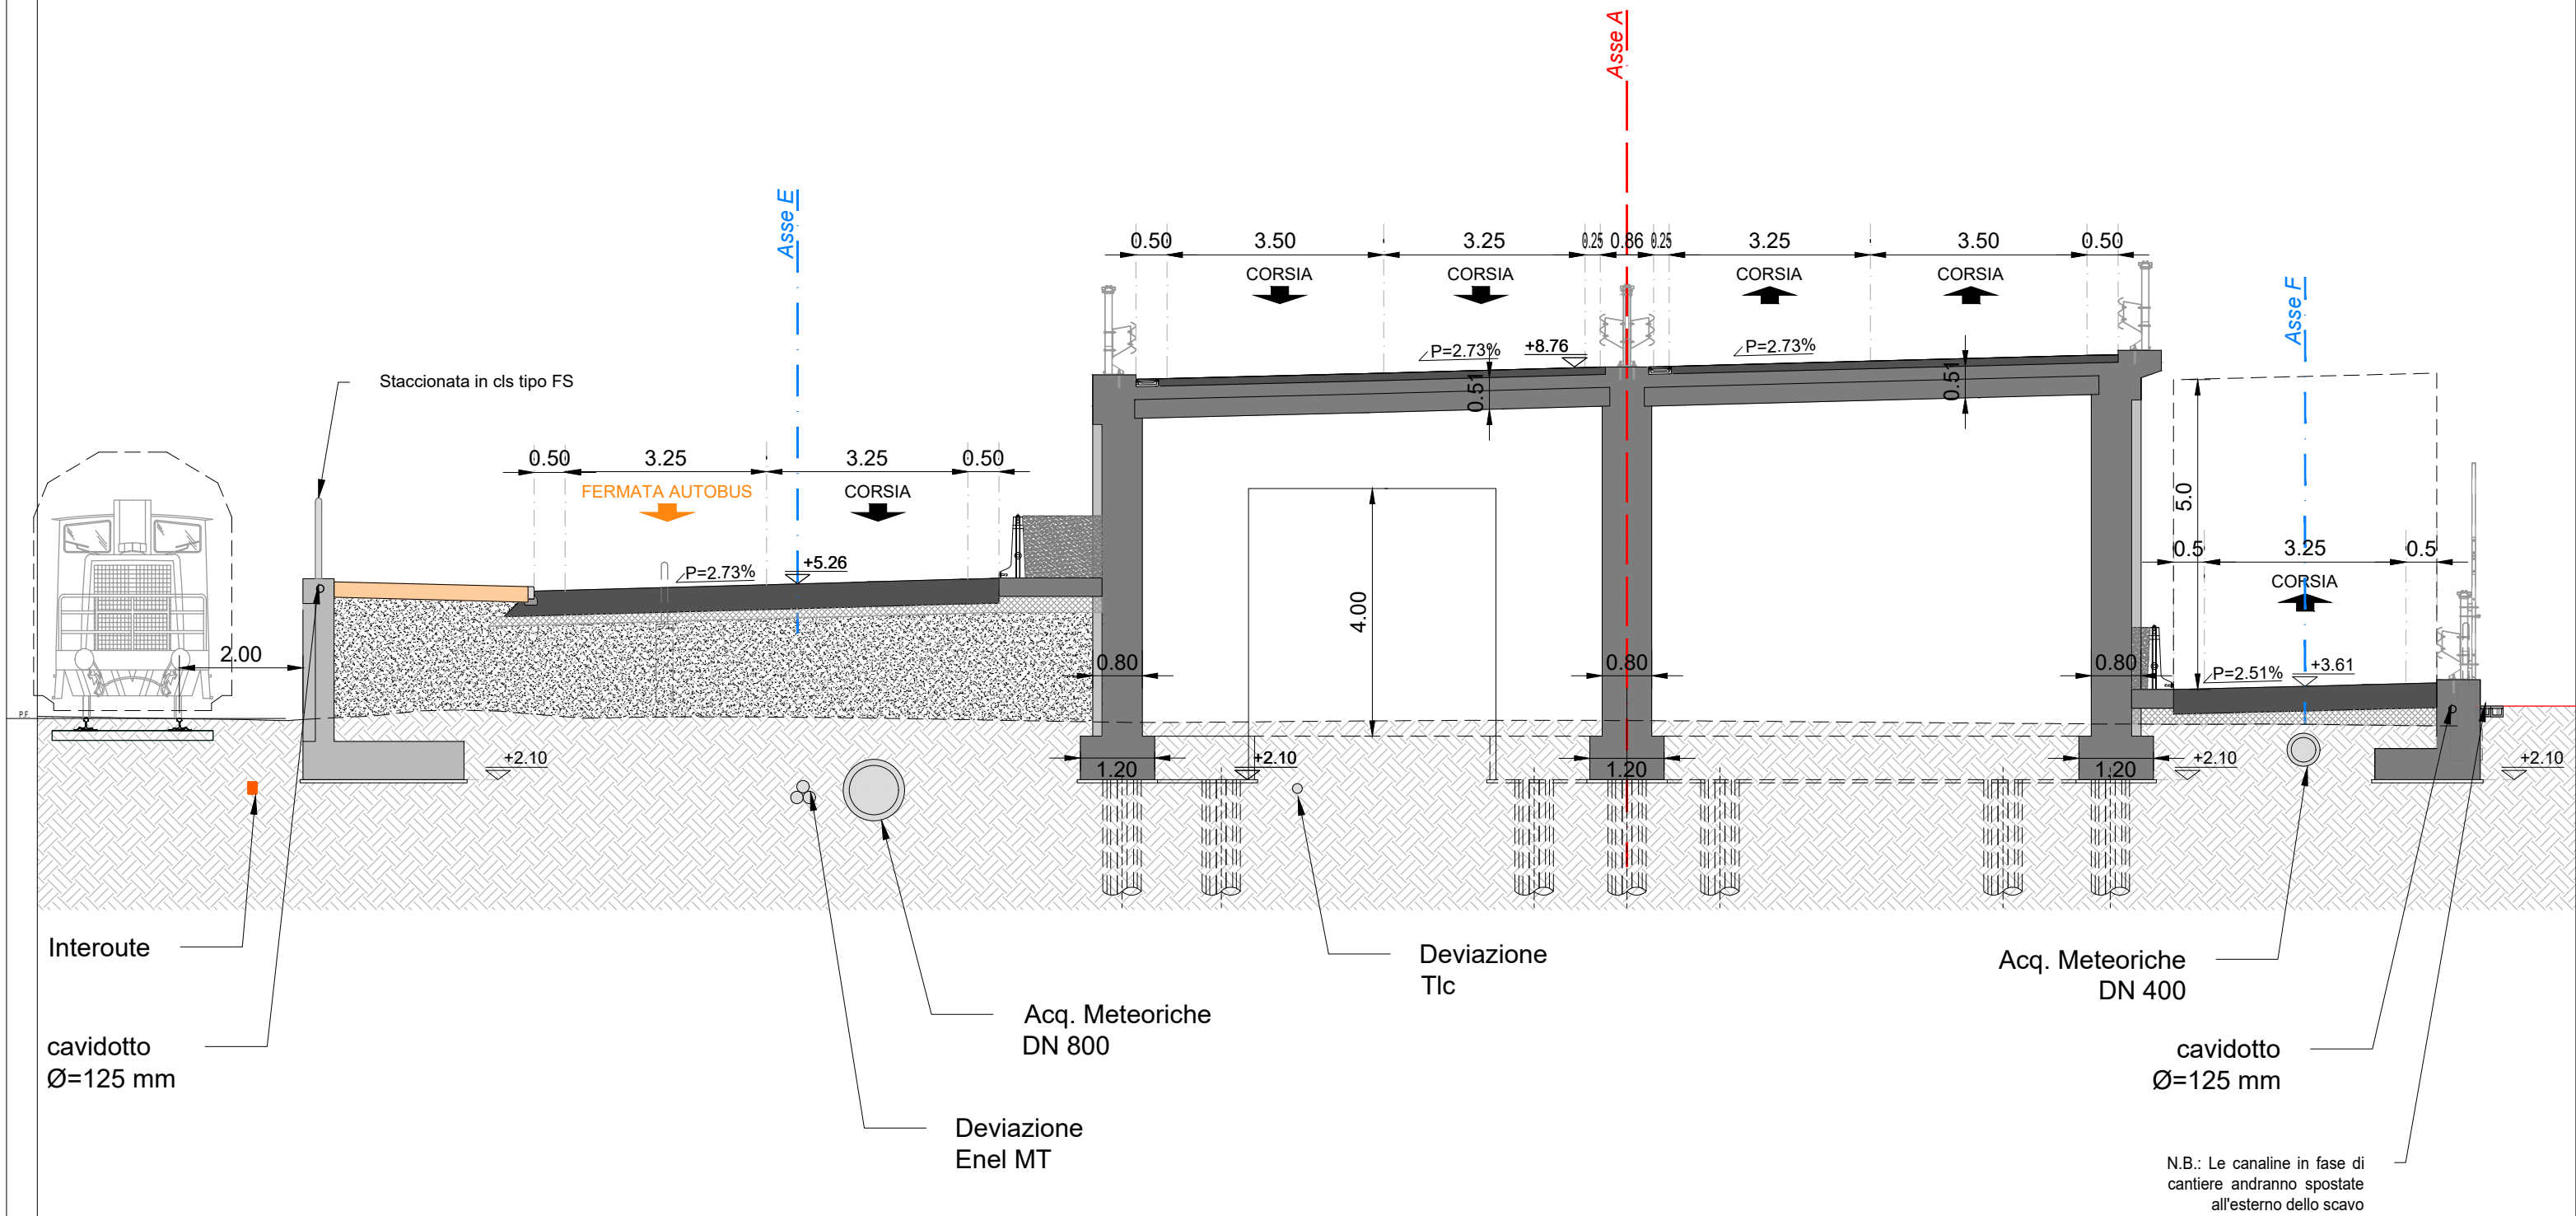 Asse A
Asse E
0.50 3.50 3.25 0.25 0.86 0.25 3.25 3.50 0.50
CORSIA CORSIA CORSIA CORSIA
Asse F
P=2.73% +8.76 P=2.73%
0.51 0.51
Staccionata in cls tipo FS
0.50 3.25 3.25 0.50
FERMATA AUTOBUS CORSIA
5.0
0.5 3.25 0.5
CORSIA
P=2.73% +5.26
4.00
2.00
0.80 0.80 0.80
P=2.51% +3.61
P.F.
+2.10 1.20 +2.10 1.20 1.20 +2.10 +2.10
Interoute
cavidotto
Ø=125 mm
Deviazione
Enel MT
Acq. Meteoriche
DN 800
Deviazione
Tlc
Acq. Meteoriche
DN 400
cavidotto
Ø=125 mm
N.B.: Le canaline in fase di
cantiere andranno spostate
all'esterno dello scavo